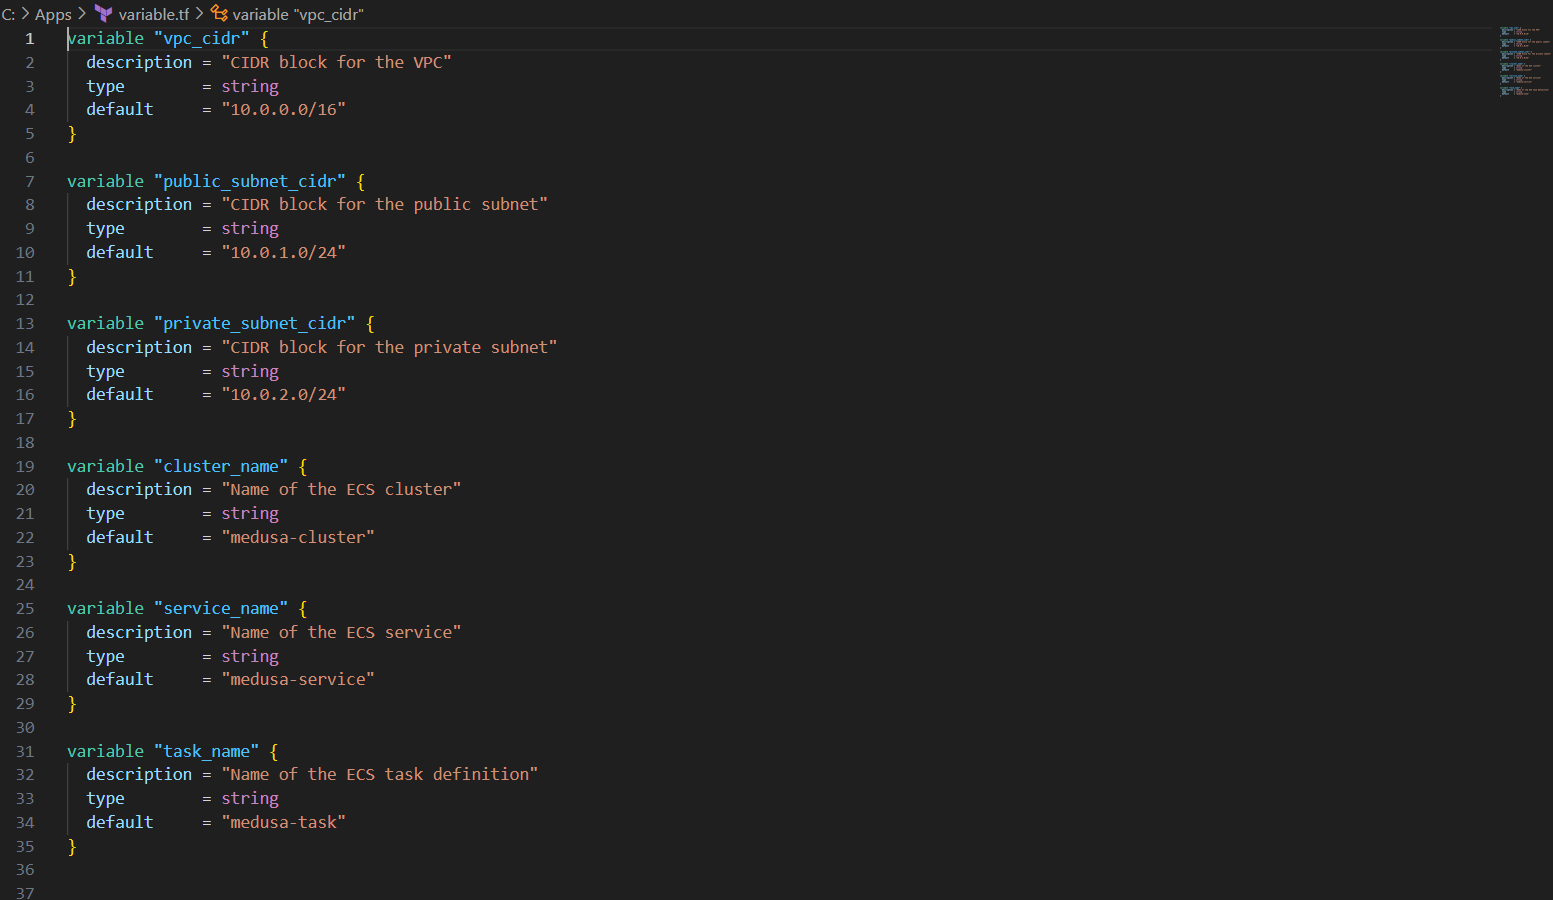 C: > Apps > variable.tf > variable "vpc_cidr"
1 variable "vpc_cidr" {
2   description = "CIDR block for the VPC"
3   type        = string
4   default     = "10.0.0.0/16"
5 }
6
7 variable "public_subnet_cidr" {
8   description = "CIDR block for the public subnet"
9   type        = string
10   default     = "10.0.1.0/24"
11 }
12
13 variable "private_subnet_cidr" {
14   description = "CIDR block for the private subnet"
15   type        = string
16   default     = "10.0.2.0/24"
17 }
18
19 variable "cluster_name" {
20   description = "Name of the ECS cluster"
21   type        = string
22   default     = "medusa-cluster"
23 }
24
25 variable "service_name" {
26   description = "Name of the ECS service"
27   type        = string
28   default     = "medusa-service"
29 }
30
31 variable "task_name" {
32   description = "Name of the ECS task definition"
33   type        = string
34   default     = "medusa-task"
35 }
36
37